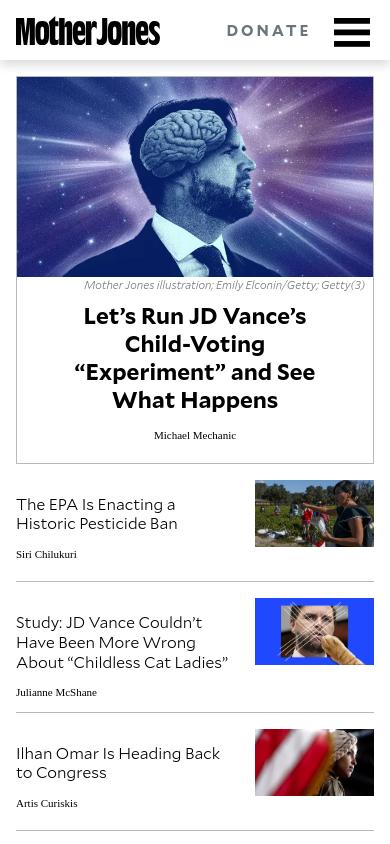 Mother Jones
DONATE
Mother Jones illustration; Emily Elconin/Getty; Getty(3)
Let’s Run JD Vance’s
Child-Voting
“Experiment” and See
What Happens
Michael Mechanic
The EPA Is Enacting a
Historic Pesticide Ban
Siri Chilukuri
Study: JD Vance Couldn’t
Have Been More Wrong
About “Childless Cat Ladies”
Julianne McShane
Ilhan Omar Is Heading Back
to Congress
Artis Curiskis